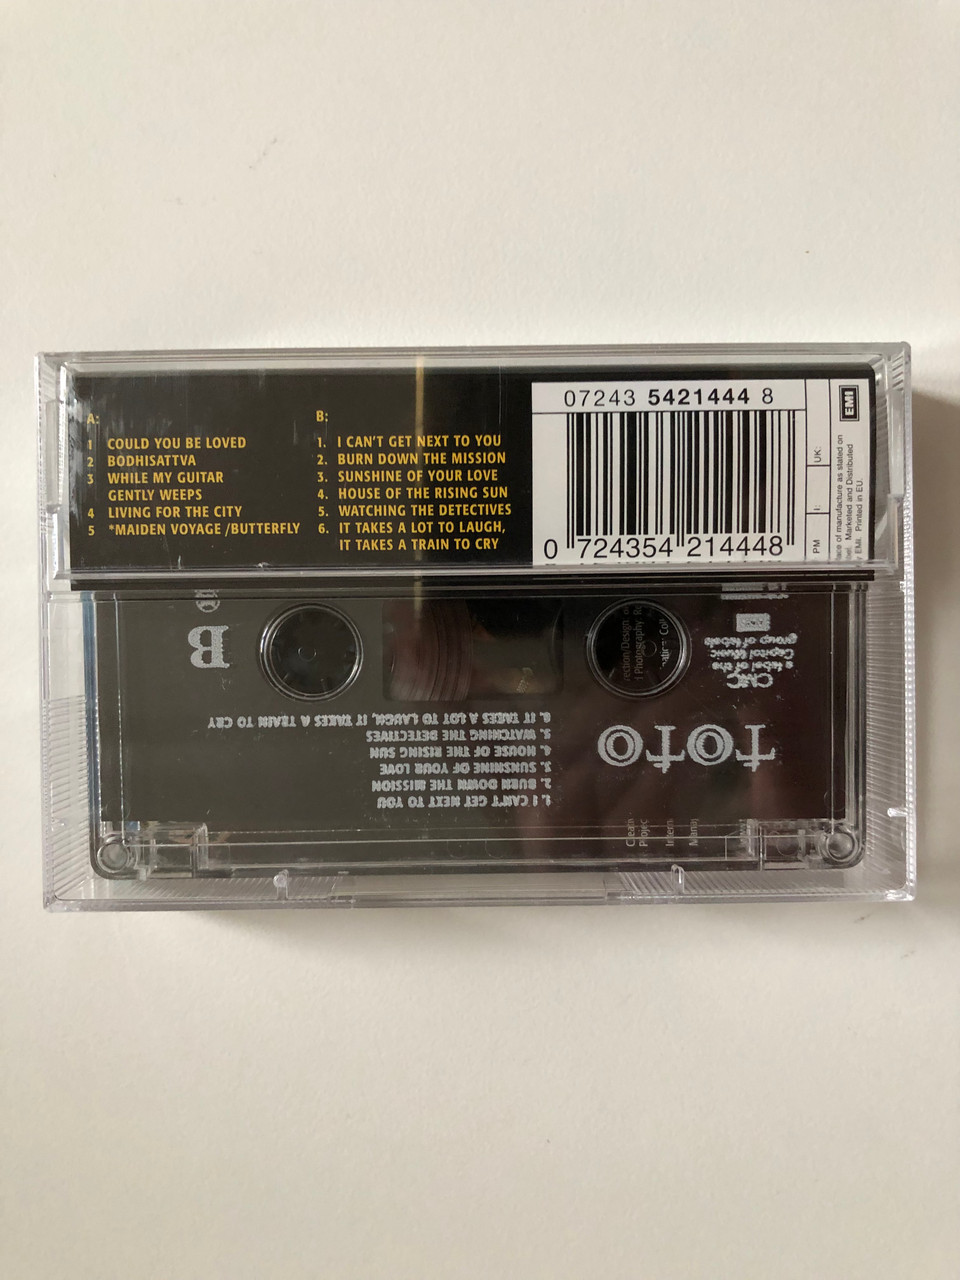 A:
1 COULD YOU BE LOVED
2 BODHISATTVA
3 WHILE MY GUITAR
GENTLY WEEPS
4 LIVING FOR THE CITY
5 *MAIDEN VOYAGE /BUTTERFLY
B:
1. I CAN'T GET NEXT TO YOU
2. BURN DOWN THE MISSION
3. SUNSHINE OF YOUR LOVE
4. HOUSE OF THE RISING SUN
5. WATCHING THE DETECTIVES
6. IT TAKES A LOT TO LAUGH,
IT TAKES A TRAIN TO CRY
07243 5421444 8
0 724354 214448
EMI
UK:
I:
PM
of manufacture as stated on
Marketed and Distributed
EMI. Printed in EU.
TOTO
1. I CAN'T GET NEXT TO YOU
2. BURN DOWN THE MISSION
3. SUNSHINE OF YOUR LOVE
4. HOUSE OF THE RISING SUN
5. WATCHING THE DETECTIVES
6. IT TAKES A LOT TO LAUGH, IT TAKES A TRAIN TO CRY
CMC
a label of the
Capitol Music
group of labels
B